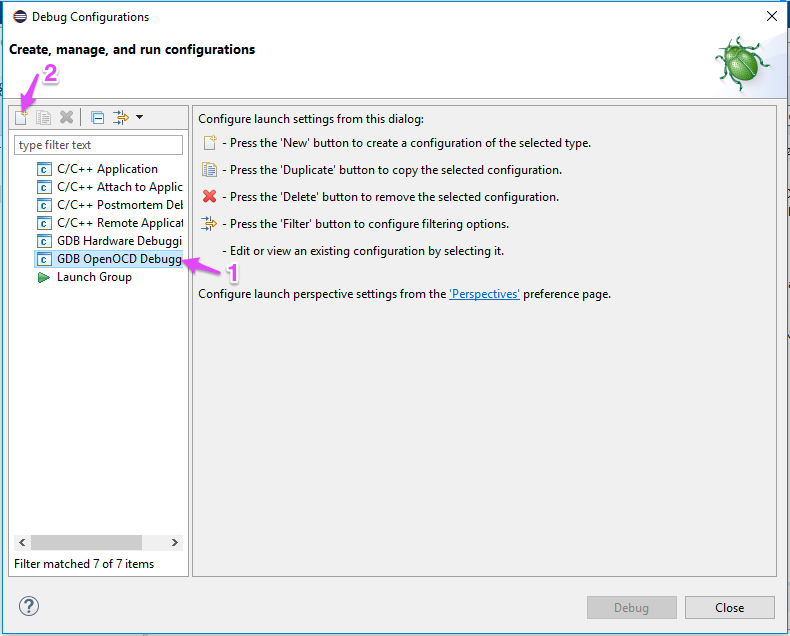 Debug Configurations
Create, manage, and run configurations
2
type filter text
C/C++ Application
C/C++ Attach to Applic
C/C++ Postmortem Deb
C/C++ Remote Applicat
GDB Hardware Debuggi
GDB OpenOCD Debugg
1
Launch Group
Filter matched 7 of 7 items
Configure launch settings from this dialog:
- Press the 'New' button to create a configuration of the selected type.
- Press the 'Duplicate' button to copy the selected configuration.
- Press the 'Delete' button to remove the selected configuration.
- Press the 'Filter' button to configure filtering options.
- Edit or view an existing configuration by selecting it.
Configure launch perspective settings from the 'Perspectives' preference page.
?
Debug
Close